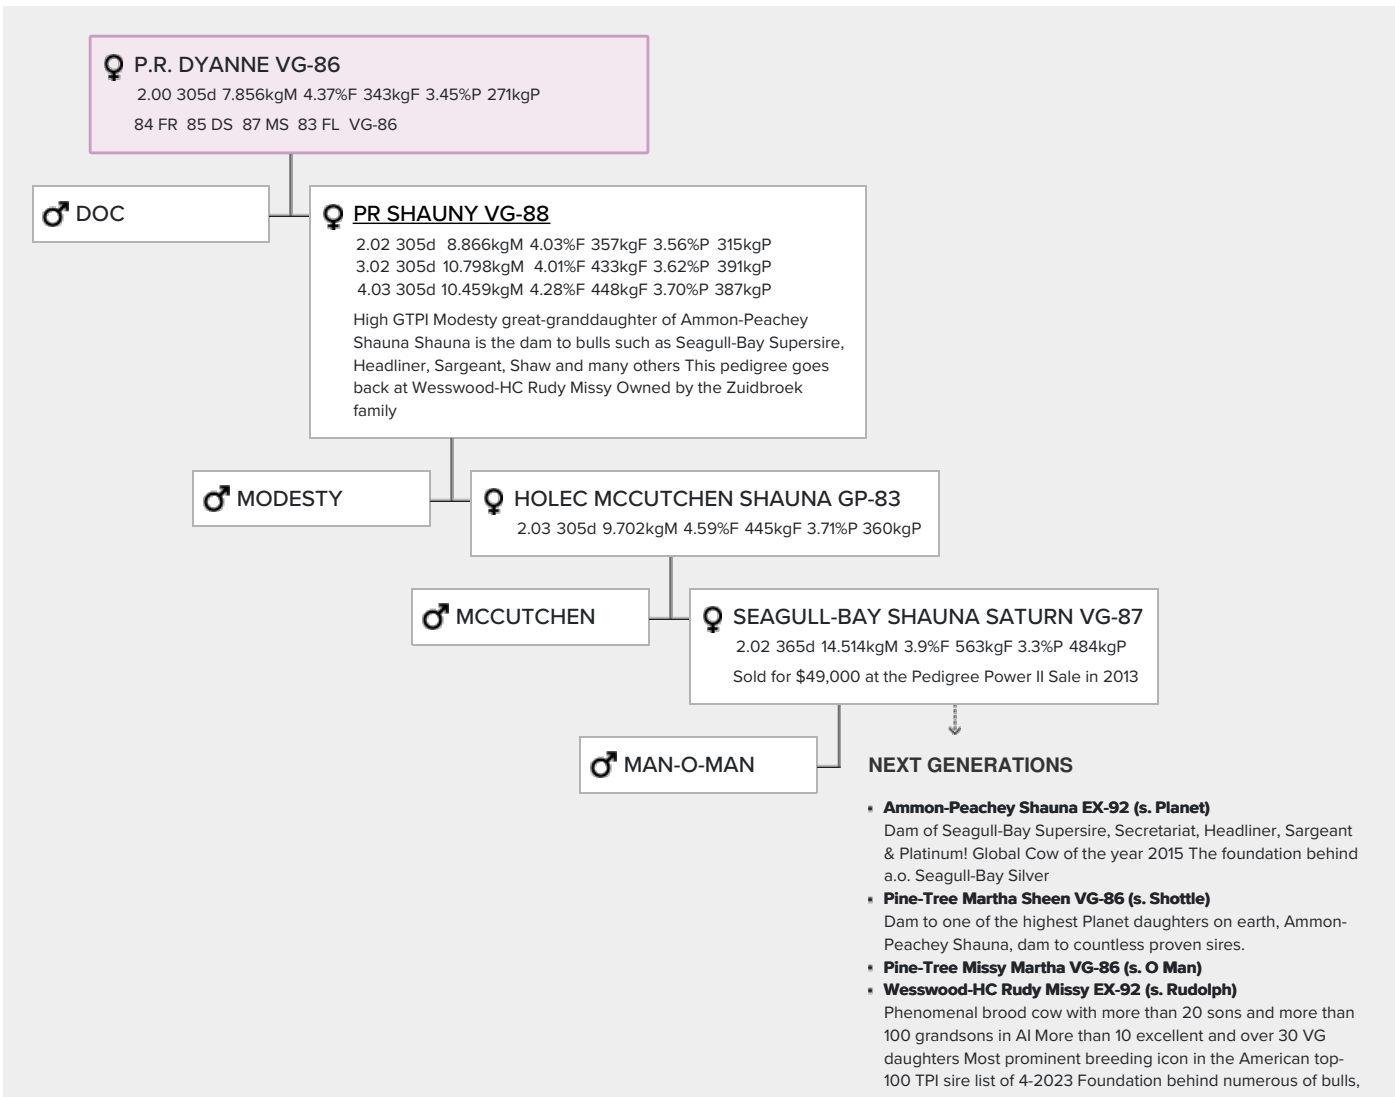 P.R. DYANNE VG-86
2.00 305d 7.856kgM 4.37%F 343kgF 3.45%P 271kgP
84 FR 85 DS 87 MS 83 FL VG-86
DOC
PR SHAUNY VG-88
2.02 305d 8.866kgM 4.03%F 357kgF 3.56%P 315kgP
3.02 305d 10.798kgM 4.01%F 433kgF 3.62%P 391kgP
4.03 305d 10.459kgM 4.28%F 448kgF 3.70%P 387kgP
High GTPI Modesty great-granddaughter of Ammon-Peachey
Shauna Shauna is the dam to bulls such as Seagull-Bay Supersire,
Headliner, Sargeant, Shaw and many others This pedigree goes
back at Wesswood-HC Rudy Missy Owned by the Zuidbroek
family
MODESTY
HOLEC MCCUTCHEN SHAUNA GP-83
2.03 305d 9.702kgM 4.59%F 445kgF 3.71%P 360kgP
MCCUTCHEN
SEAGULL-BAY SHAUNA SATURN VG-87
2.02 365d 14.514kgM 3.9%F 563kgF 3.3%P 484kgP
Sold for $49,000 at the Pedigree Power II Sale in 2013
MAN-O-MAN
NEXT GENERATIONS
Ammon-Peachey Shauna EX-92 (s. Planet)
Dam of Seagull-Bay Supersire, Secretariat, Headliner, Sargeant
& Platinum! Global Cow of the year 2015 The foundation behind
a.o. Seagull-Bay Silver
Pine-Tree Martha Sheen VG-86 (s. Shottle)
Dam to one of the highest Planet daughters on earth, Ammon-
Peachey Shauna, dam to countless proven sires.
Pine-Tree Missy Martha VG-86 (s. O Man)
Wesswood-HC Rudy Missy EX-92 (s. Rudolph)
Phenomenal brood cow with more than 20 sons and more than
100 grandsons in AI More than 10 excellent and over 30 VG
daughters Most prominent breeding icon in the American top-
100 TPI sire list of 4-2023 Foundation behind numerous of bulls,